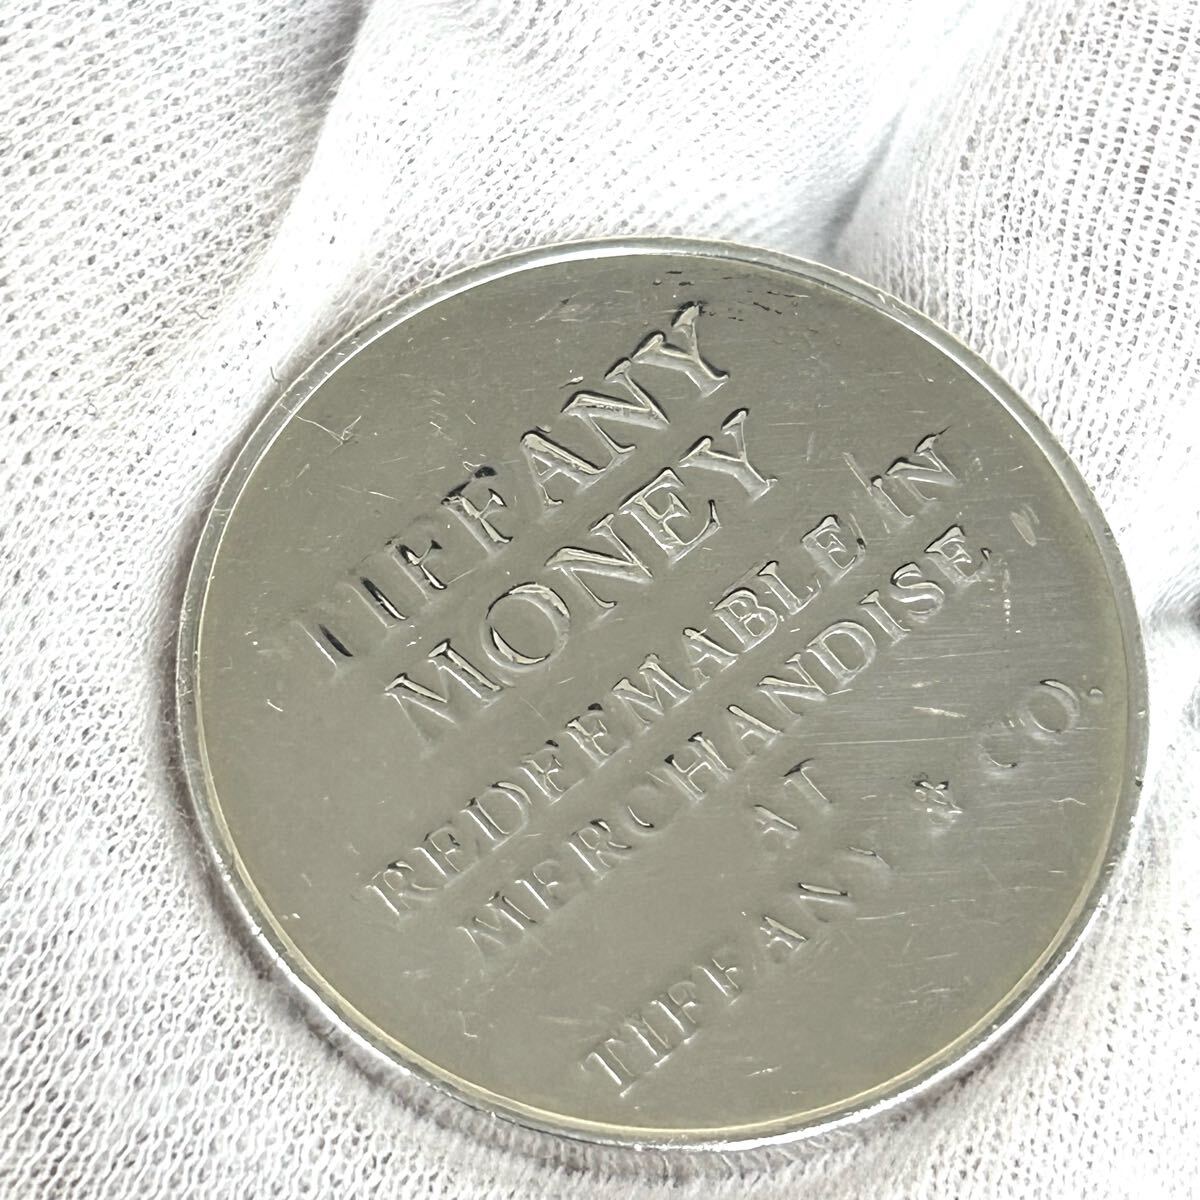 TIFFANY
MONEY
REDEEMABLE IN
MERCHANDISE
AT
TIFFANY & CO.